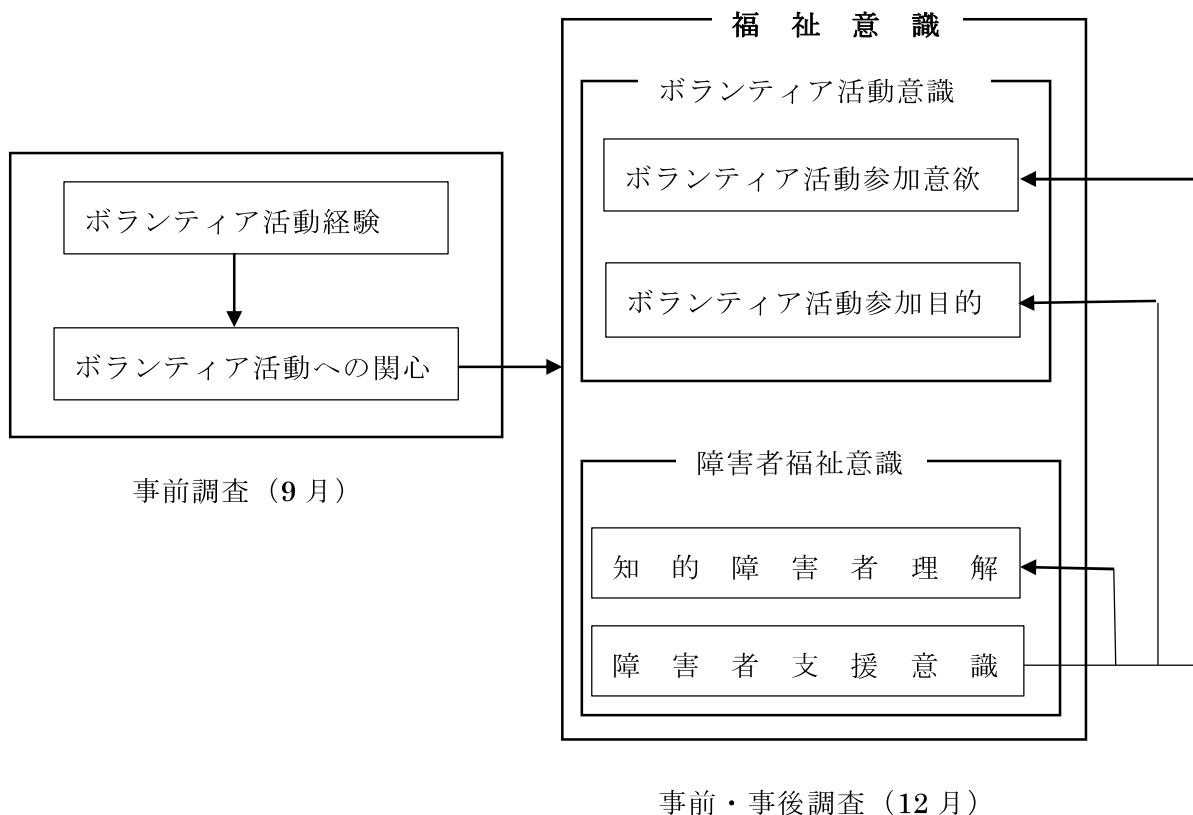 福祉意識
ボランティア活動意識
ボランティア活動参加意欲
ボランティア活動経験
ボランティア活動参加目的
ボランティア活動への関心
障害者福祉意識
事前調査（9月）
知的障害者理解
障害者支援意識
事前・事後調査（12月）